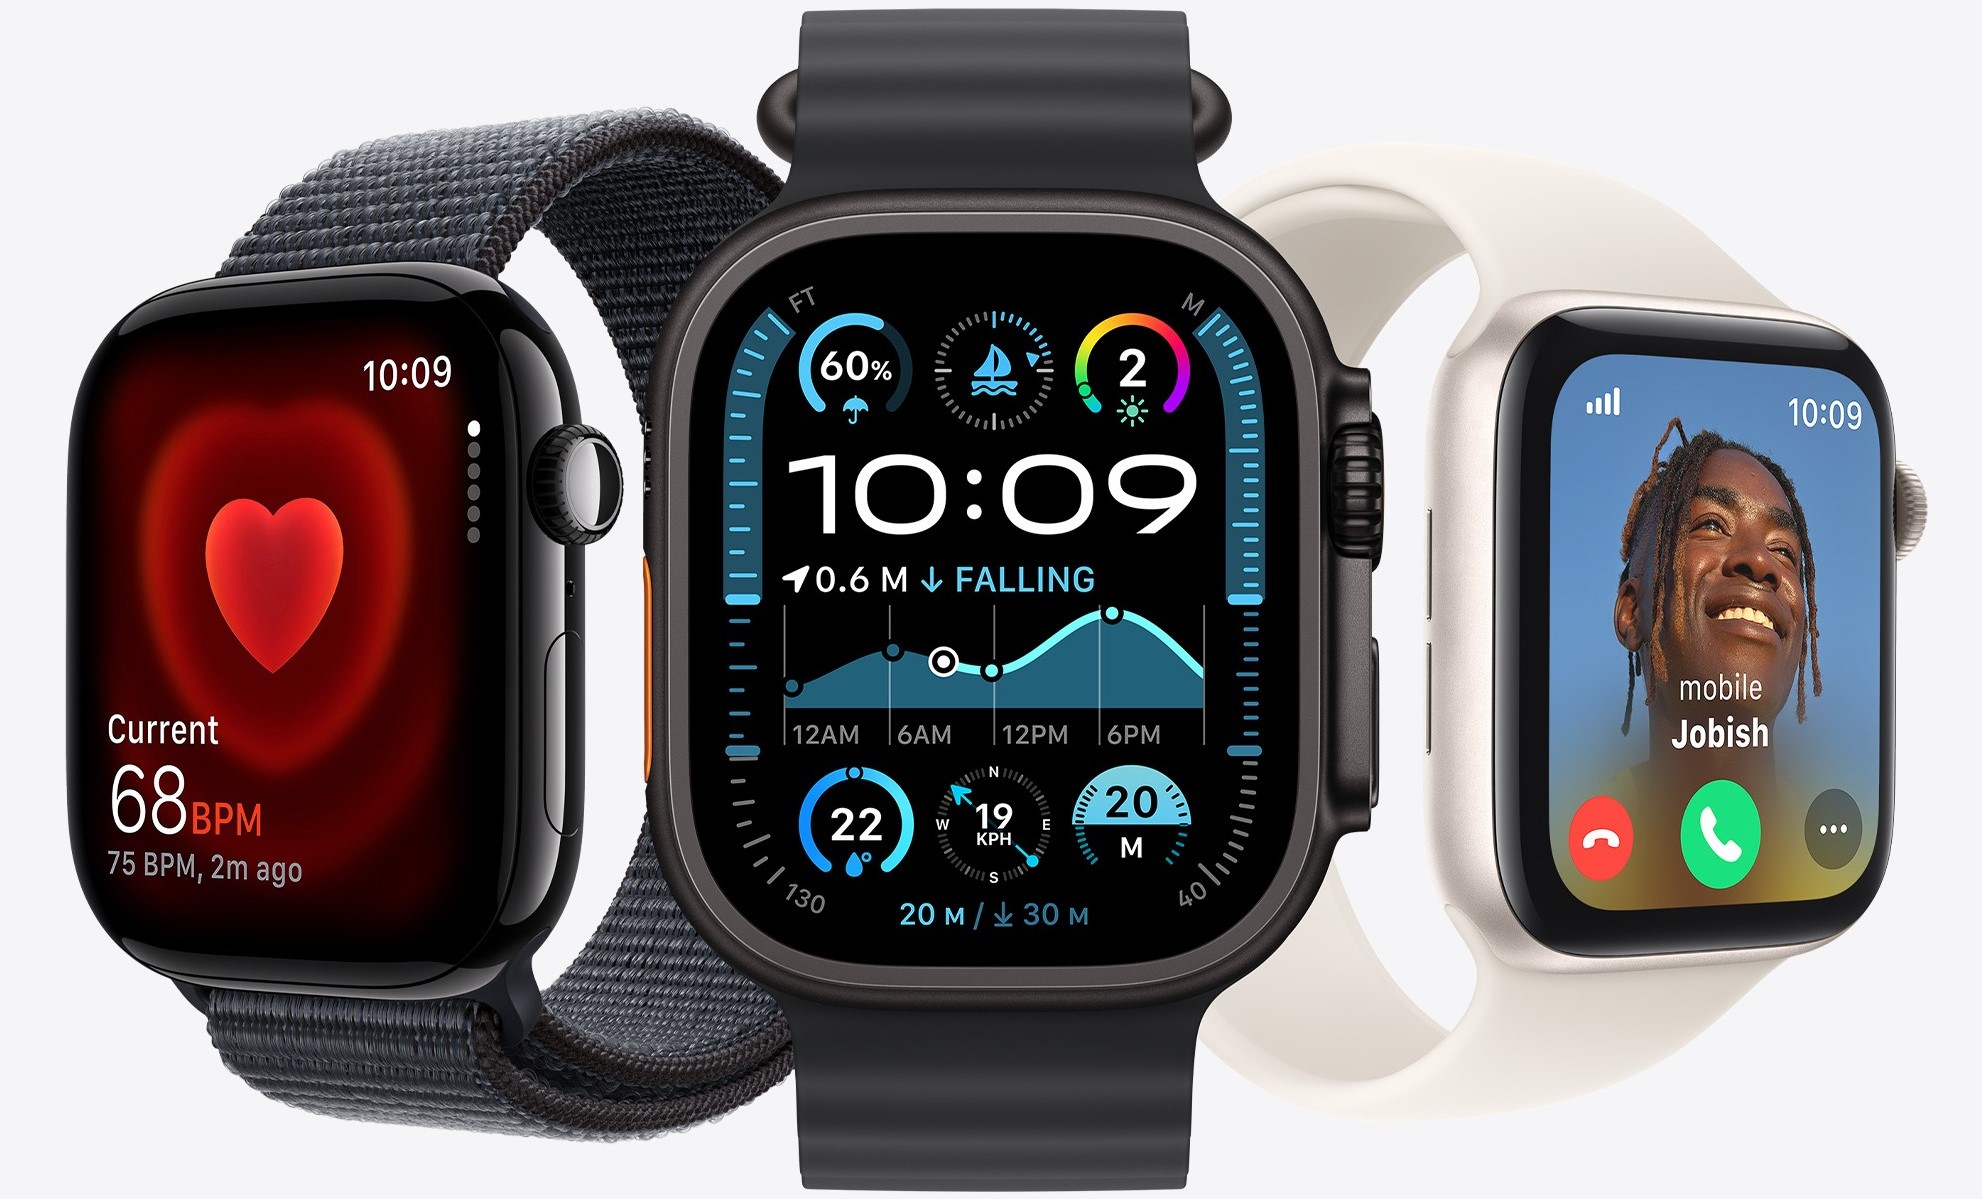 10:09
Current
68BPM
75 BPM, 2m ago
FT
M
60%
2
10:09
0.6 M ↓ FALLING
12AM 6AM 12PM 6PM
22
N
W 19 E
KPH
S
20
M
130
40
20 M / ↓ 30 M
10:09
mobile
Jobish